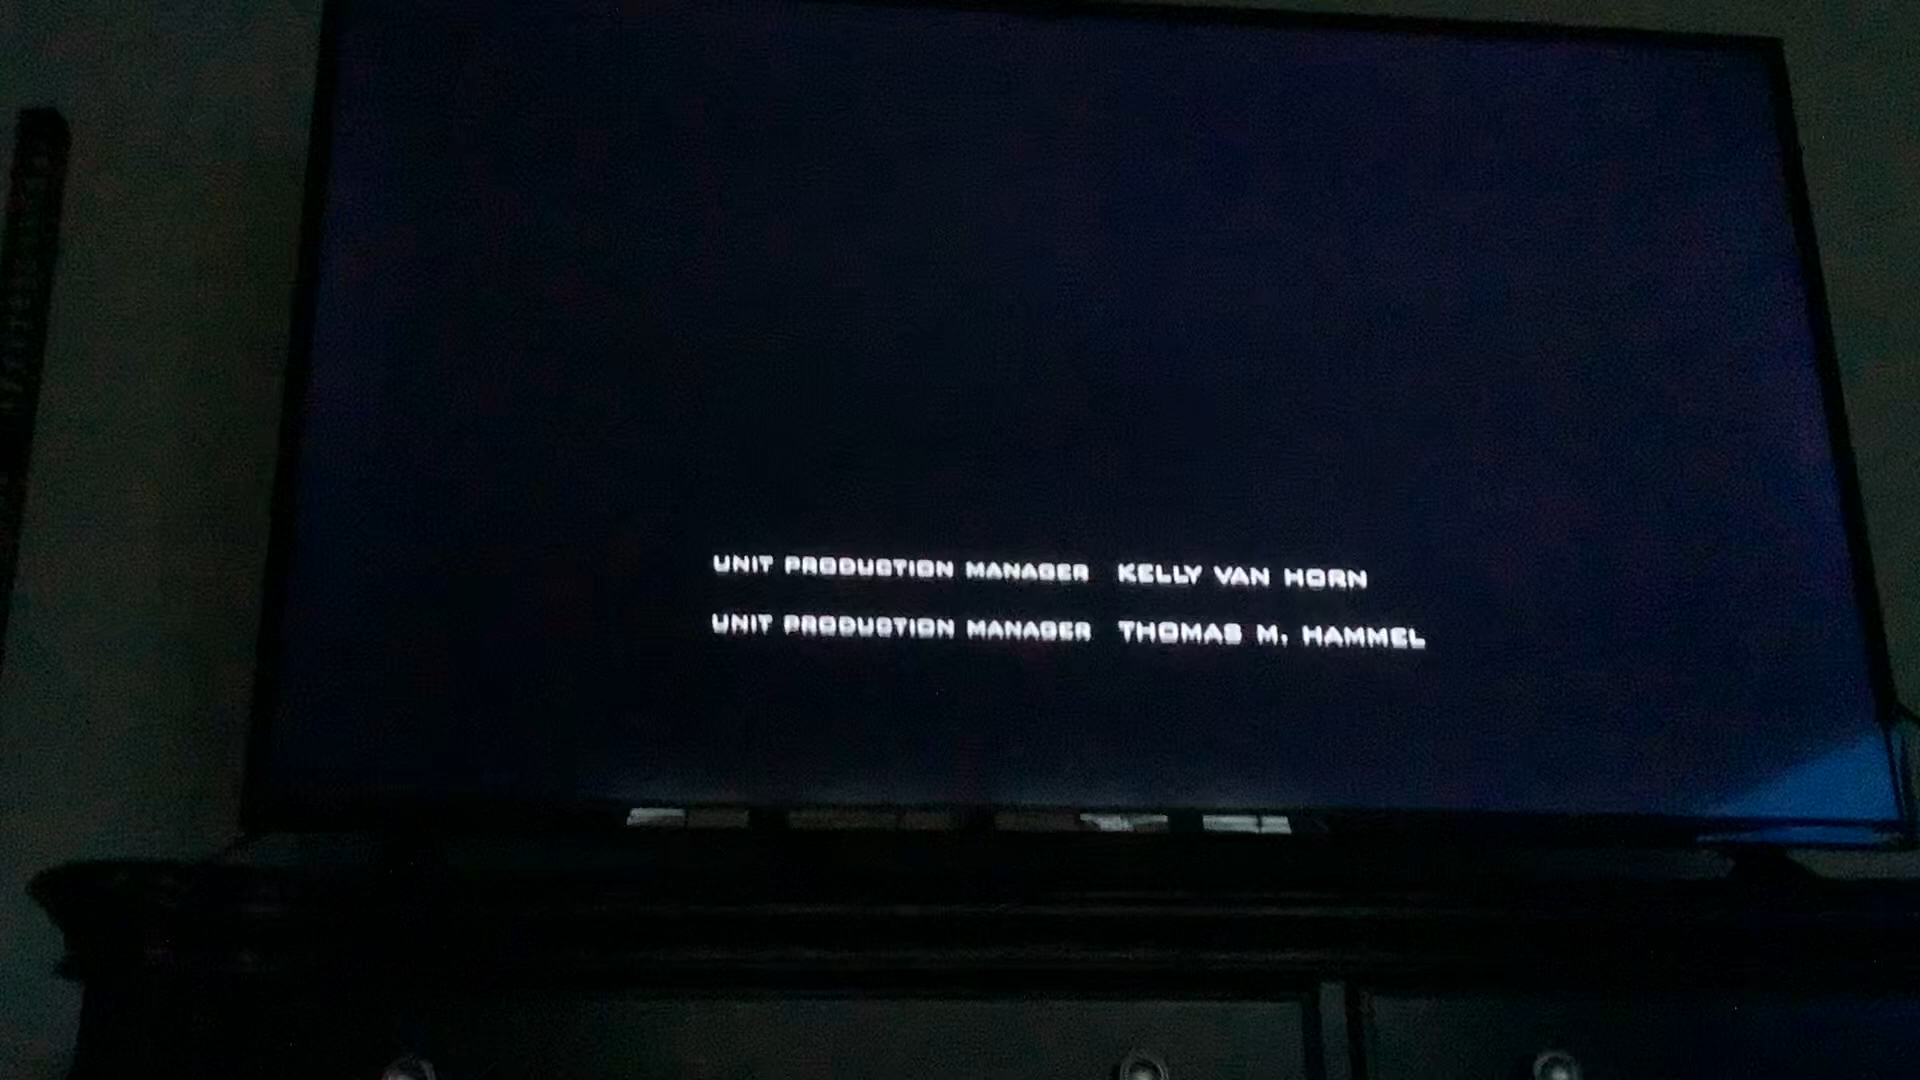 UNIT PRODUCTION MANAGER KELLY VAN HORN
UNIT PRODUCTION MANAGER THOMAS M. HAMMEL